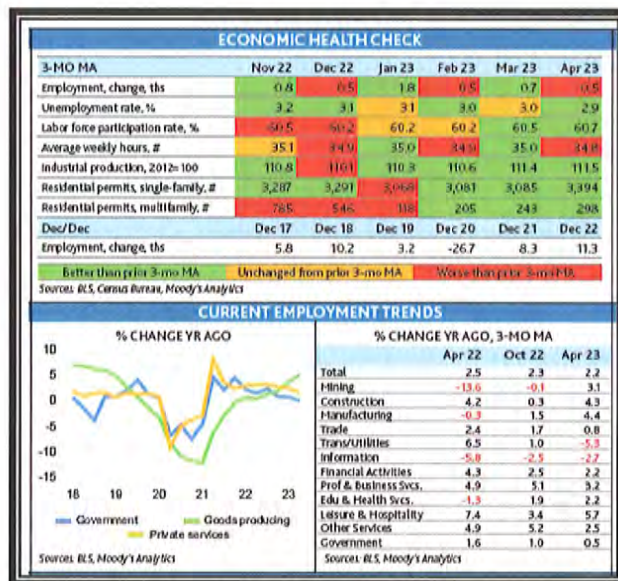 ECONOMIC HEALTH CHECK
3-MO MA Nov 22 Dec 22 Jan 23 Feb 23 Mar 23 Apr 23
Employment, change, ths 0.8 0.5 1.8 0.5 0.7 0.5
Unemployment rate, % 3.2 3.1 3.1 3.0 3.0 2.9
Labor force participation rate, % 60.5 60.2 60.2 60.2 60.5 60.7
Average weekly hours, # 35.1 34.9 35.0 34.9 35.0 34.8
Industrial production, 2012=100 110.8 110.1 110.3 110.6 111.4 111.5
Residential permits, single-family, # 3,287 3,291 3,068 3,081 3,085 3,394
Residential permits, multifamily, # 785 546 118 205 243 298
Dec/Dec Dec 17 Dec 18 Dec 19 Dec 20 Dec 21 Dec 22
Employment, change, ths 5.8 10.2 3.2 -26.7 8.3 11.3
Better than prior 3-mo MA Unchanged from prior 3-mo MA Worse than prior 3-mo MA
Sources: BLS, Census Bureau, Moody's Analytics
CURRENT EMPLOYMENT TRENDS
% CHANGE YR AGO
10
5
0
-5
-10
-15
18 19 20 21 22 23
Government Goods producing
Private services
Sources: BLS, Moody's Analytics
% CHANGE YR AGO, 3-MO MA
Apr 22 Oct 22 Apr 23
Total 2.5 2.3 2.2
Mining -13.6 -0.1 3.1
Construction 4.2 0.3 4.3
Manufacturing -0.3 1.5 4.4
Trade 2.4 1.7 0.8
Trans/Utilities 6.5 1.0 -5.3
Information -5.8 -2.5 -2.7
Financial Activities 4.3 2.5 2.2
Prof & Business Svcs. 4.9 5.1 3.2
Edu & Health Svcs. -1.3 1.9 2.2
Leisure & Hospitality 7.4 3.4 5.7
Other Services 4.9 5.2 2.5
Government 1.6 1.0 0.5
Sources: BLS, Moody's Analytics